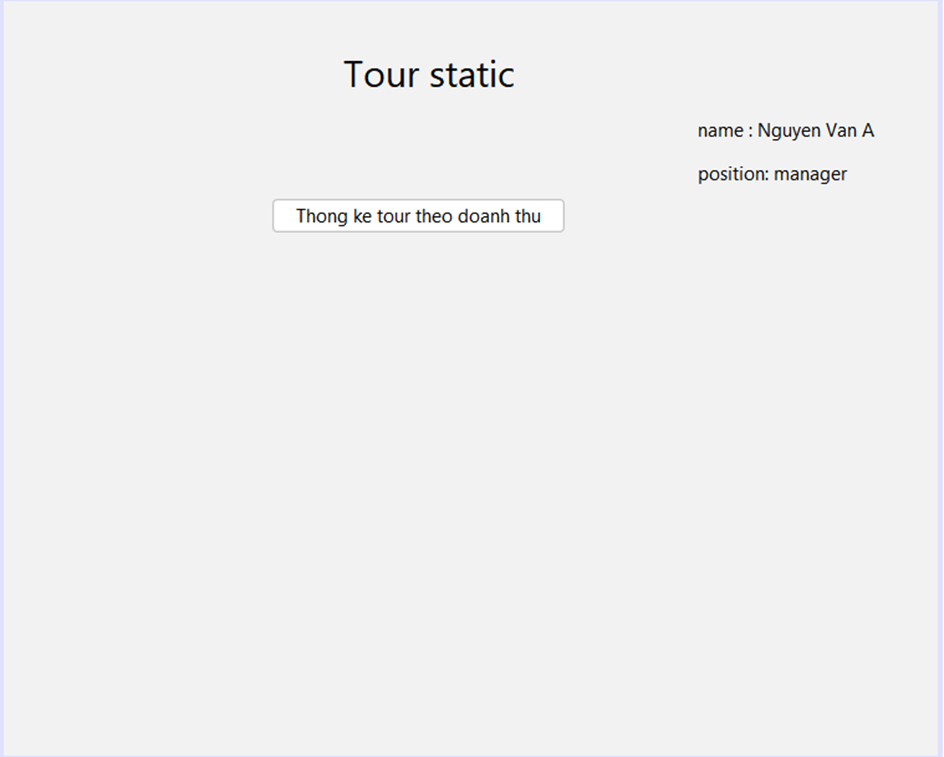 Tour static
name : Nguyen Van A
position: manager
Thong ke tour theo doanh thu